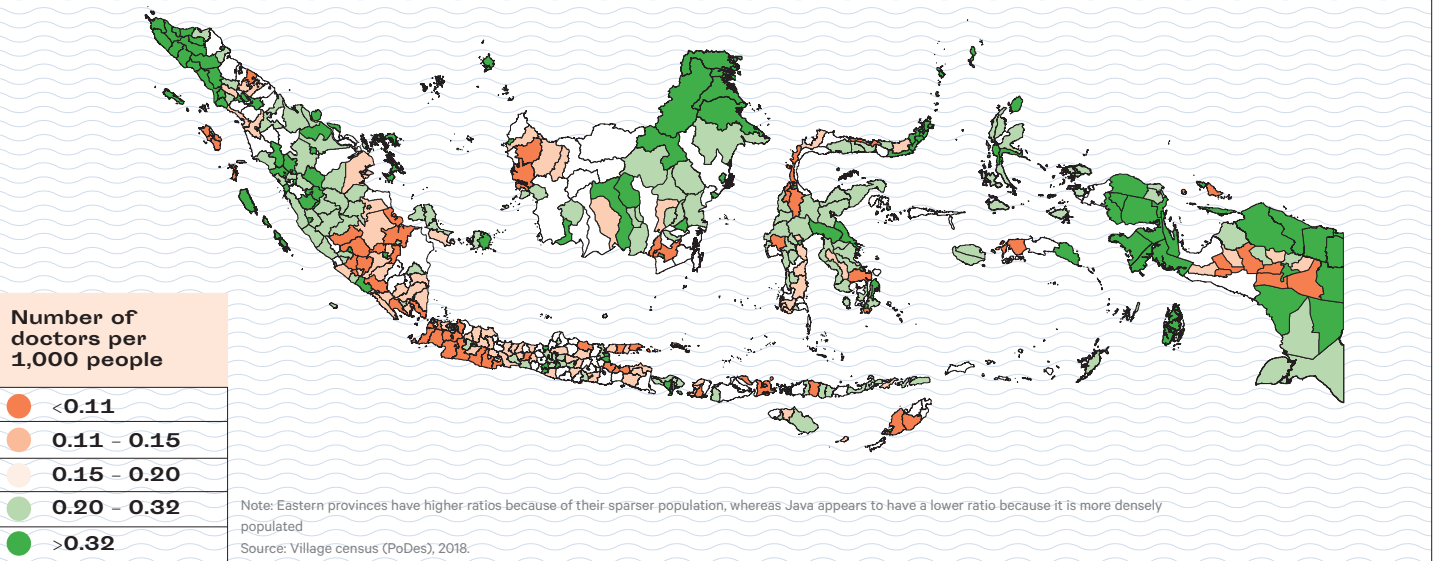 Number of
doctors per
1,000 people
<0.11
0.11 – 0.15
0.15 – 0.20
0.20 – 0.32
>0.32
Note: Eastern provinces have higher ratios because of their sparser population, whereas Java appears to have a lower ratio because it is more densely
populated
Source: Village census (PoDes), 2018.